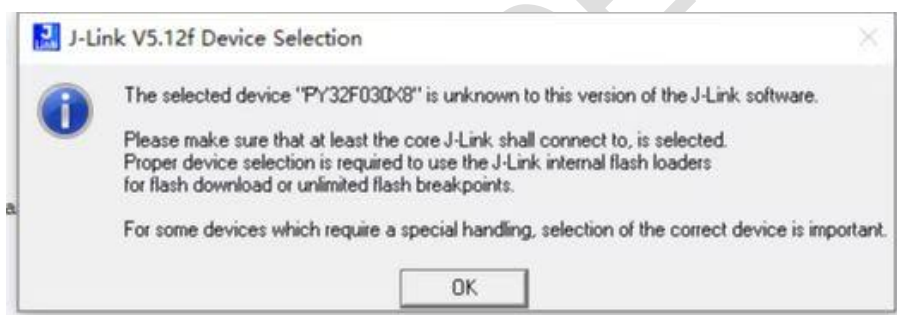 J-Link V5.12f Device Selection
The selected device "PY32F030X8" is unknown to this version of the J-Link software.
Please make sure that at least the core J-Link shall connect to, is selected.
Proper device selection is required to use the J-Link internal flash loaders
for flash download or unlimited flash breakpoints.
For some devices which require a special handling, selection of the correct device is important.
OK